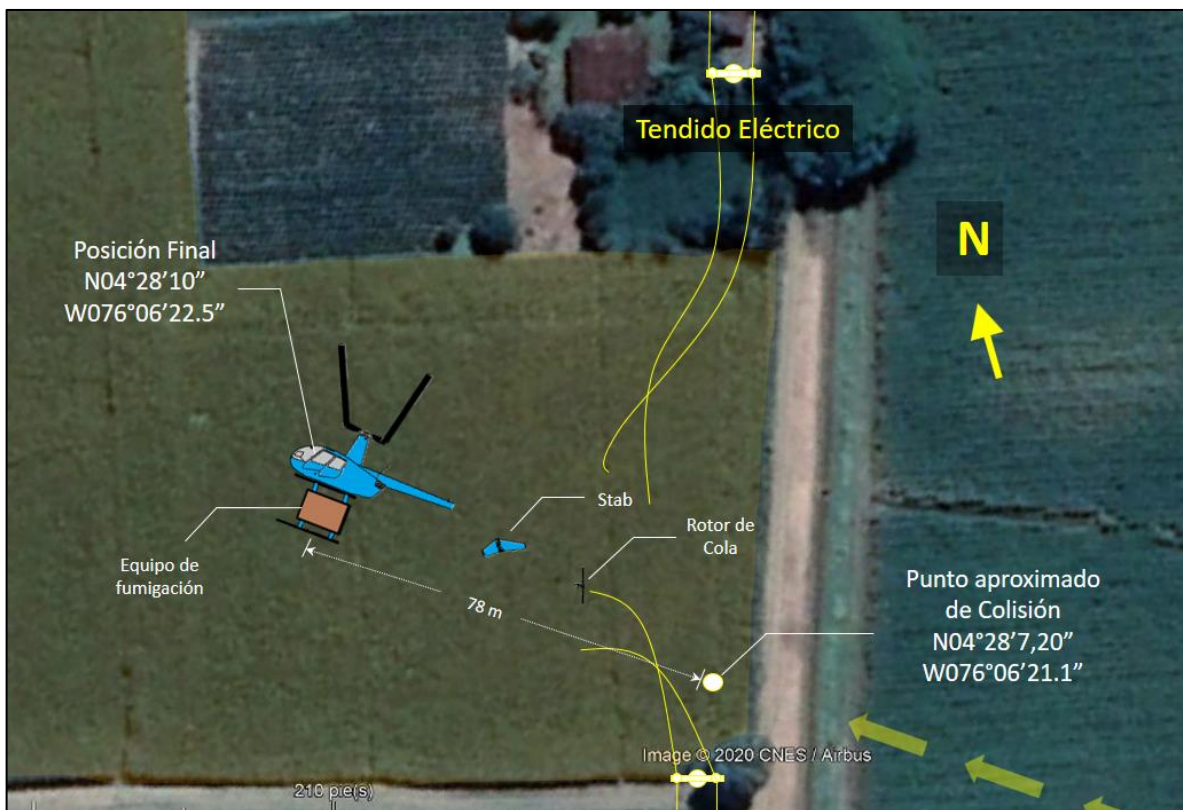 Tendido Eléctrico
N
Posición Final
N04°28'10”
W076°06'22.5”
Stab
Rotor de
Cola
Equipo de
fumigación
78 m
Punto aproximado
de Colisión
N04°28'7,20”
W076°06'21.1”
Image © 2020 CNES / Airbus
210 pie(s)